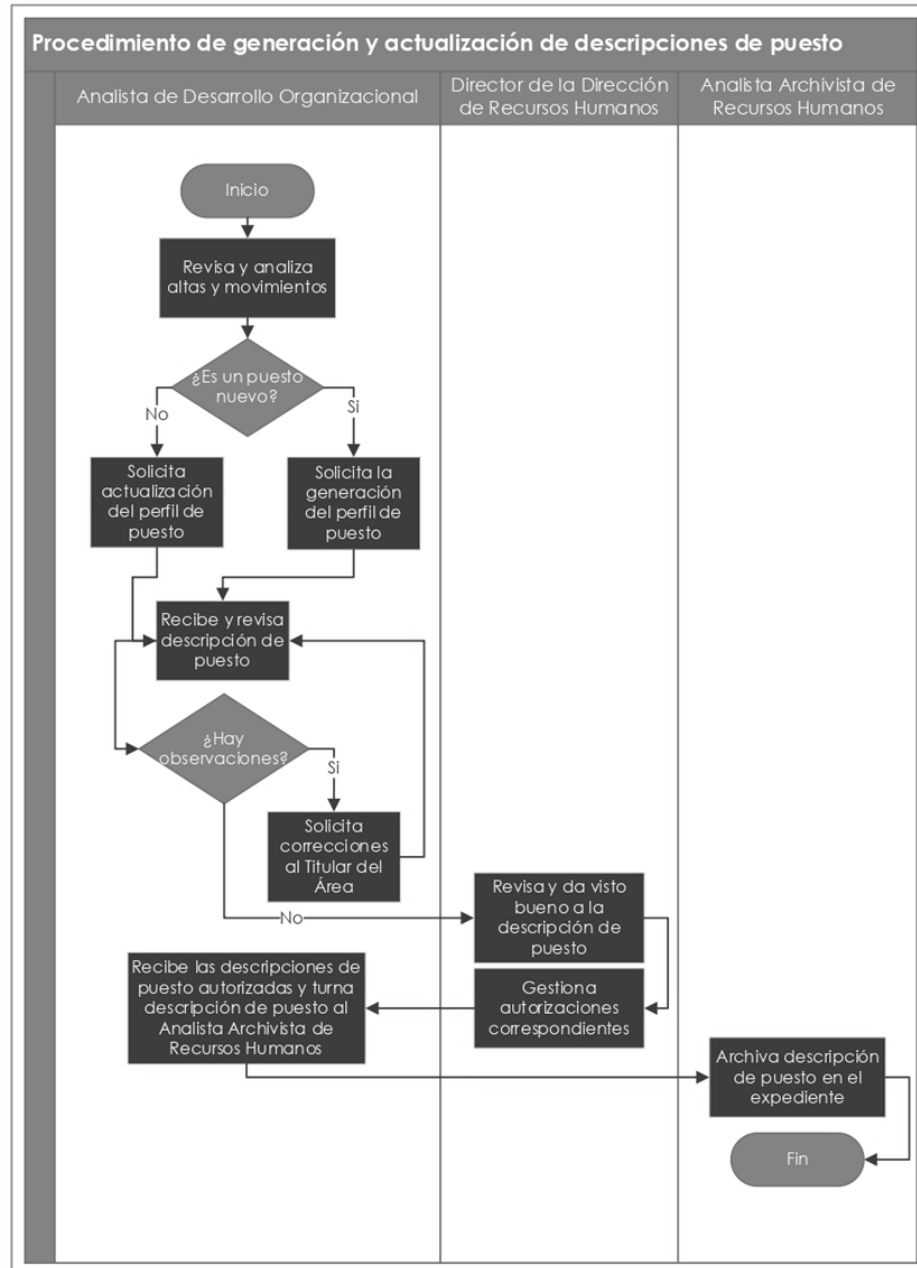 Procedimiento de generación y actualización de descripciones de puesto
Analista de Desarrollo Organizacional
Director de la Dirección
de Recursos Humanos
Analista Archivista de
Recursos Humanos
Inicio
Revisa y analiza
altas y movimientos
¿Es un puesto
nuevo?
No
Si
Solicita
actualización
del perfil de
puesto
Solicita la
generación
del perfil de
puesto
Recibe y revisa
descripción de
puesto
¿Hay
observaciones?
Si
Solicita
correcciones
al Titular del
Área
No
Revisa y da visto
bueno a la
descripción de
puesto
Gestiona
autorizaciones
correspondientes
Recibe las descripciones de
puesto autorizadas y turna
descripción de puesto al
Analista Archivista de
Recursos Humanos
Archiva descripción
de puesto en el
expediente
Fin